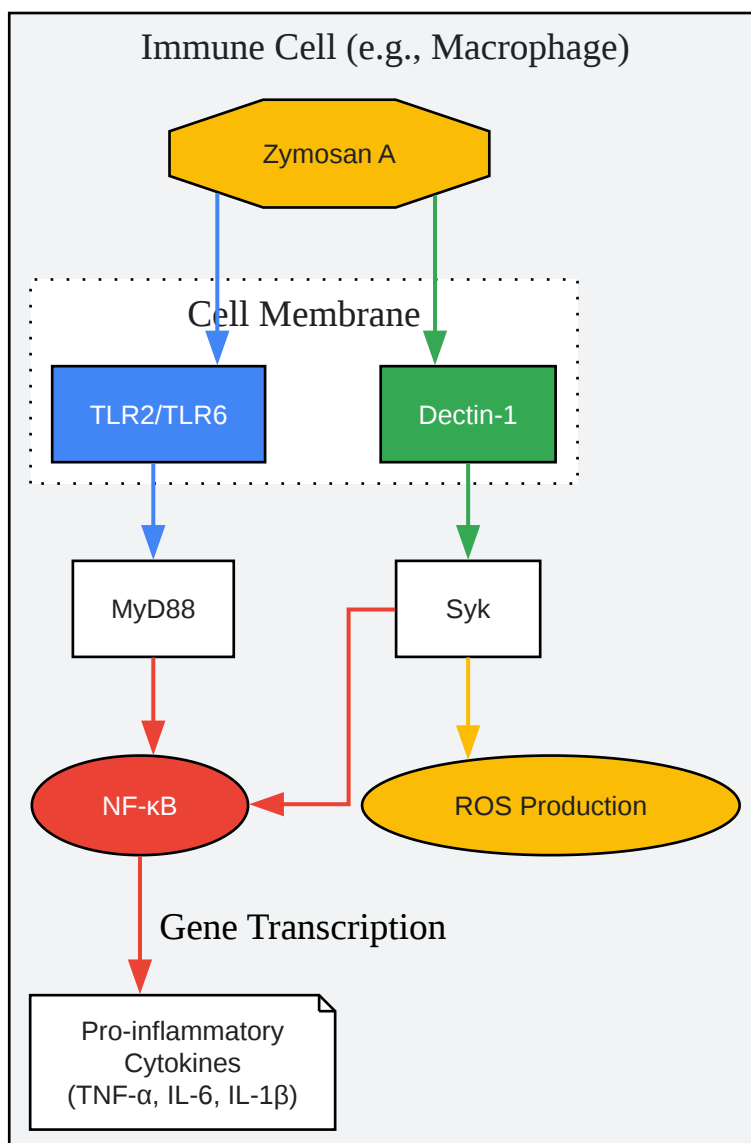 Immune Cell (e.g., Macrophage)
Zymosan A
Cell Membrane
TLR2/TLR6
Dectin-1
MyD88
Syk
NF-κB
ROS Production
Gene Transcription
Pro-inflammatory
Cytokines
(TNF-α, IL-6, IL-1β)